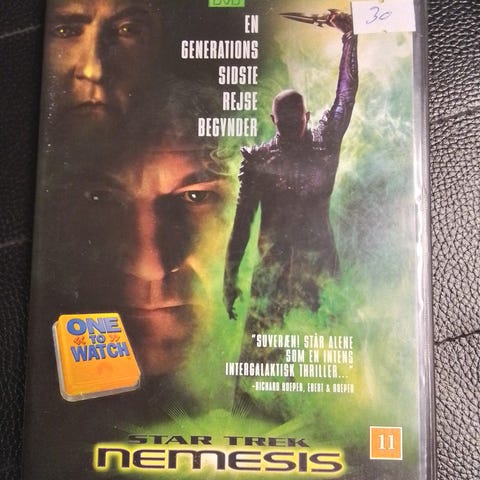 DVD
30
EN
GENERATIONS
SIDSTE
REJSE
BEGYNDER
ONE
« TO »
WATCH
"SUVERÆN! STÅR ALENE
SOM EN INTENS
INTERGALAKTISK THRILLER..."
-RICHARD ROEPER, EBERT & ROEPER
11
STAR TREK
NEMESIS